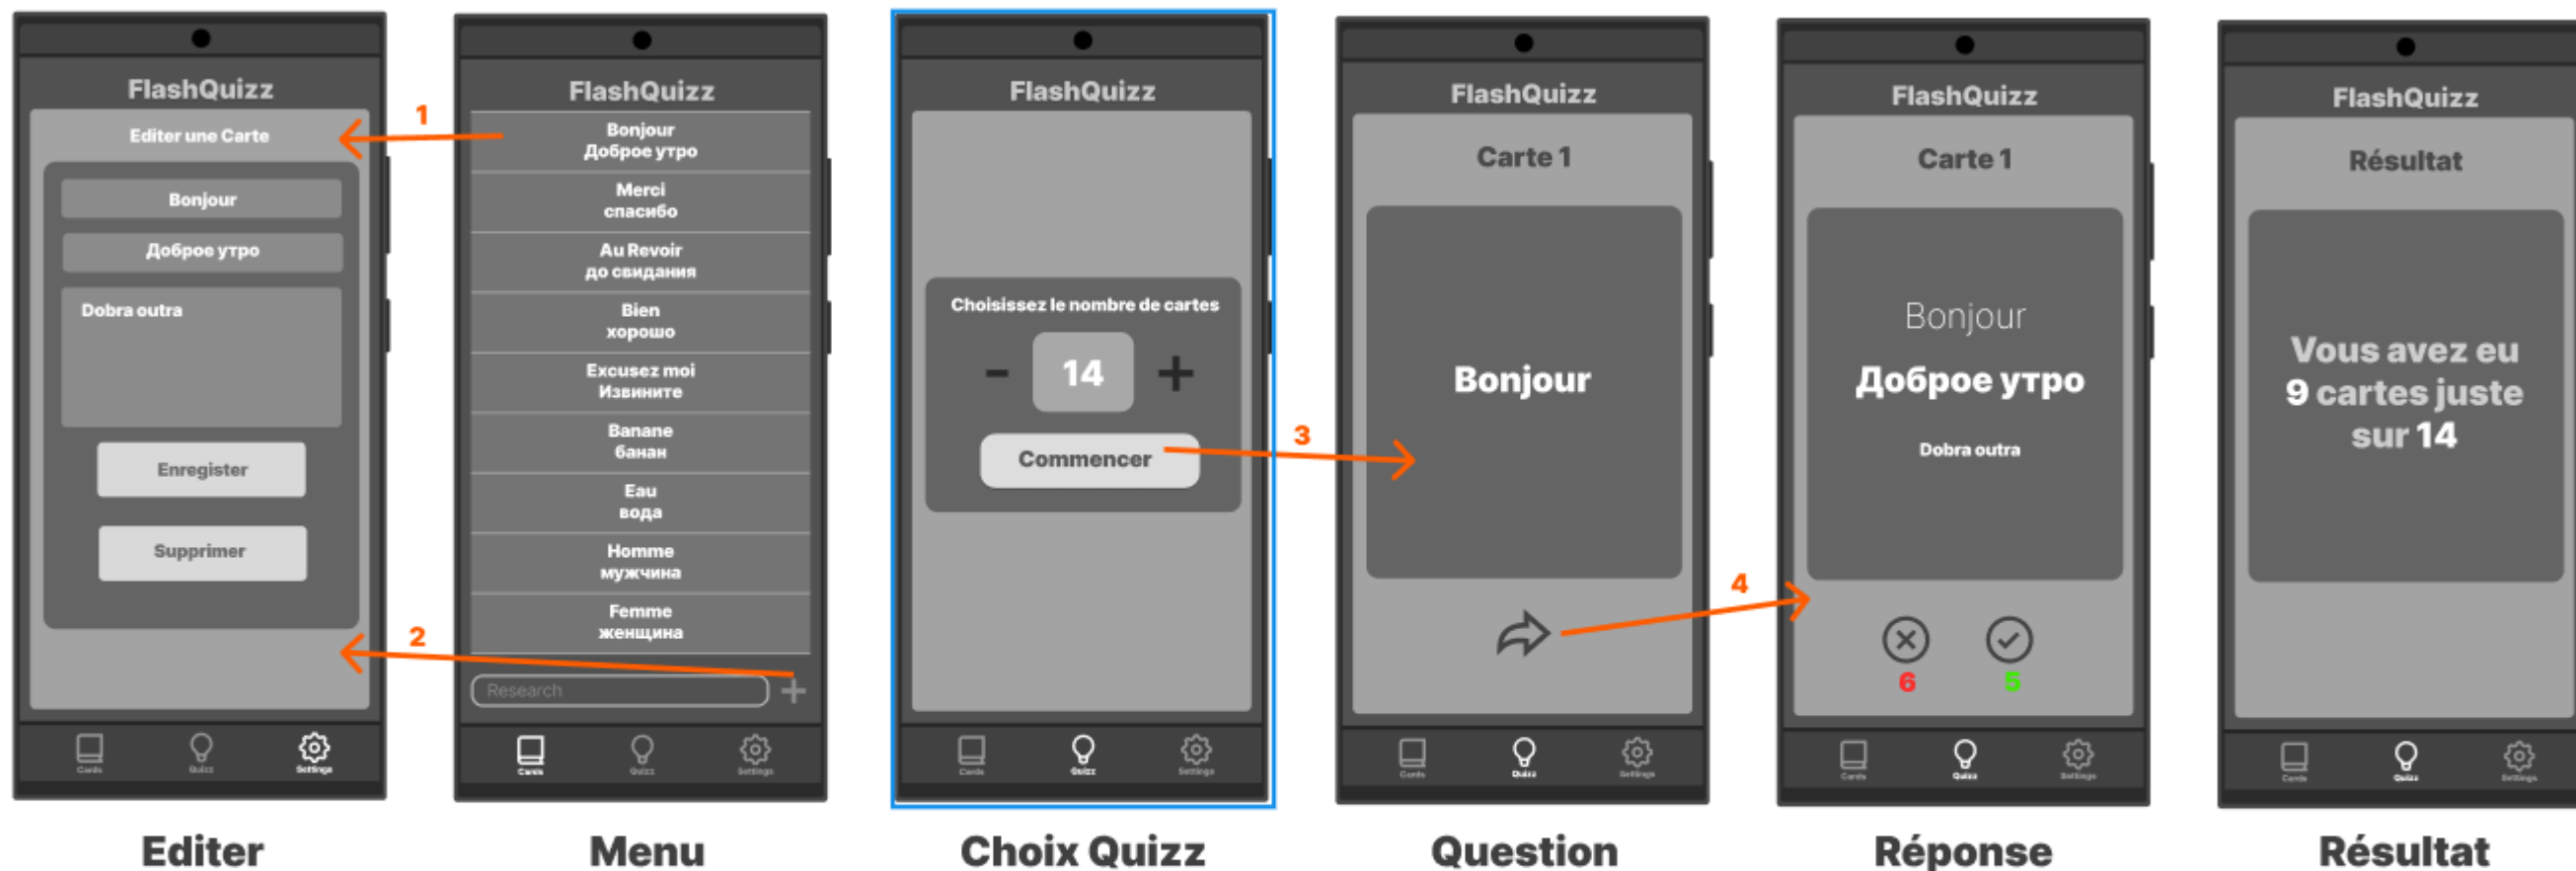 FlashQuizz
Editer une Carte
Bonjour
Доброе утро
Dobra outra
Enregister
Supprimer
Cards
Quizz
Settings
Editer
1
2
FlashQuizz
Bonjour
Доброе утро
Merci
спасибо
Au Revoir
до свидания
Bien
хорошо
Excusez moi
Извините
Banane
банан
Eau
вода
Homme
мужчина
Femme
женщина
Research
Cards
Quizz
Settings
Menu
FlashQuizz
Choisissez le nombre de cartes
- 14 +
Commencer
Cards
Quizz
Settings
Choix Quizz
3
FlashQuizz
Carte 1
Bonjour
Cards
Quizz
Settings
Question
4
FlashQuizz
Carte 1
Bonjour
Доброе утро
Dobra outra
6
5
Cards
Quizz
Settings
Réponse
FlashQuizz
Résultat
Vous avez eu
9 cartes juste
sur 14
Cards
Quizz
Settings
Résultat